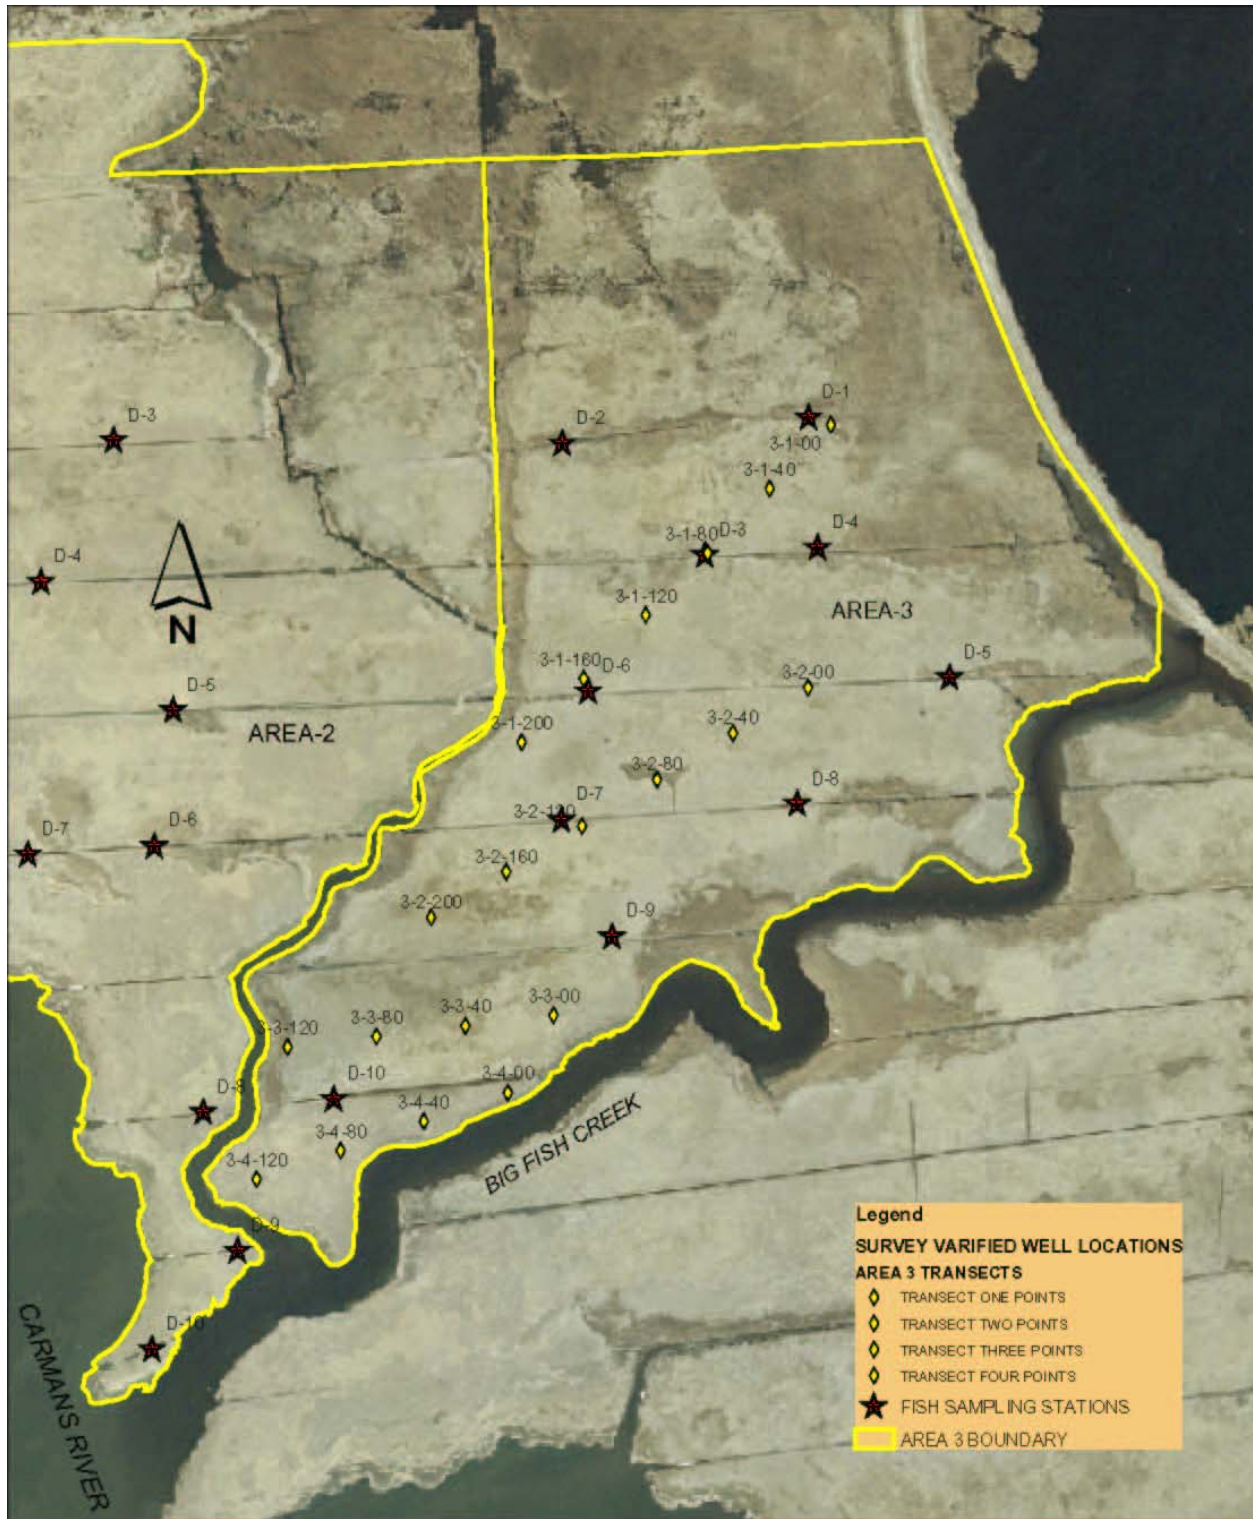 D-1
D-3
D-2
3-1-00
3-1-40
3-1-80
D-3
D-4
D-4
3-1-120
AREA-3
N
3-1-160
D-6
D-5
3-2-00
D-5
3-1-200
3-2-40
AREA-2
3-2-80
D-8
D-7
3-2-120
D-6
D-7
3-2-160
3-2-200
D-9
3-3-00
3-3-40
3-3-80
3-3-120
D-10
3-4-00
D-8
3-4-40
3-4-80
BIG FISH CREEK
3-4-120
D-9
D-10
CARMANS RIVER
Legend
SURVEY VARIFIED WELL LOCATIONS
AREA 3 TRANSECTS
TRANSECT ONE POINTS
TRANSECT TWO POINTS
TRANSECT THREE POINTS
TRANSECT FOUR POINTS
FISH SAMPLING STATIONS
AREA 3 BOUNDARY